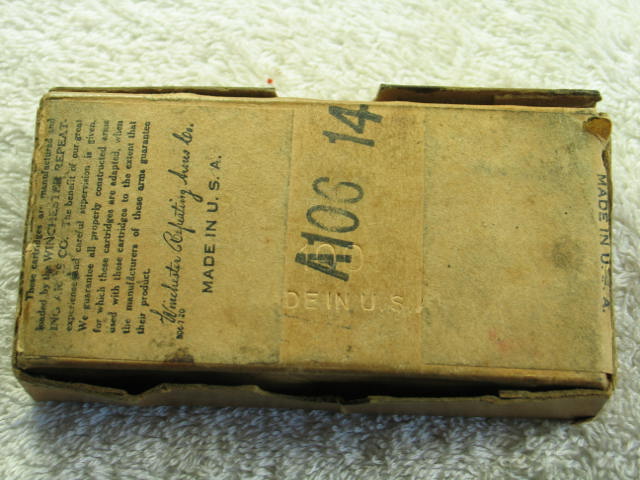 These cartridges are manufactured and
loaded by the WINCHESTER REPEAT-
ING ARMS CO. The benefit of our great
experience and careful supervision is given.
We guarantee all properly constructed arms
for which these cartridges are adapted, when
used with these cartridges to the extent that
the manufacturers of these arms guarantee
their product.
Winchester Repeating Arms Co.
MADE IN U. S. A.
A106 14
DE IN U. S. A
MADE IN U. S. A.